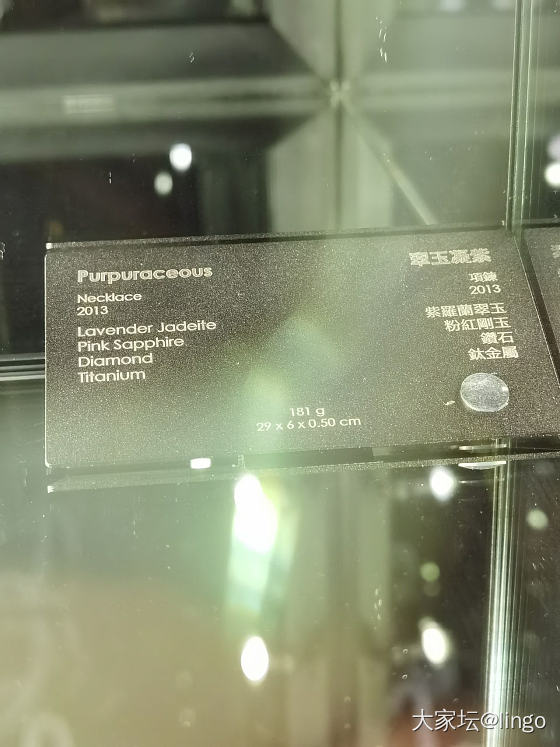 Purpuraceous
Necklace
2013
Lavender Jadeite
Pink Sapphire
Diamond
Titanium
翠玉凝紫
項鍊
2013
紫羅蘭翠玉
粉紅剛玉
鑽石
鈦金屬
181 g
29 x 6 x 0.50 cm
大家坛@lingo